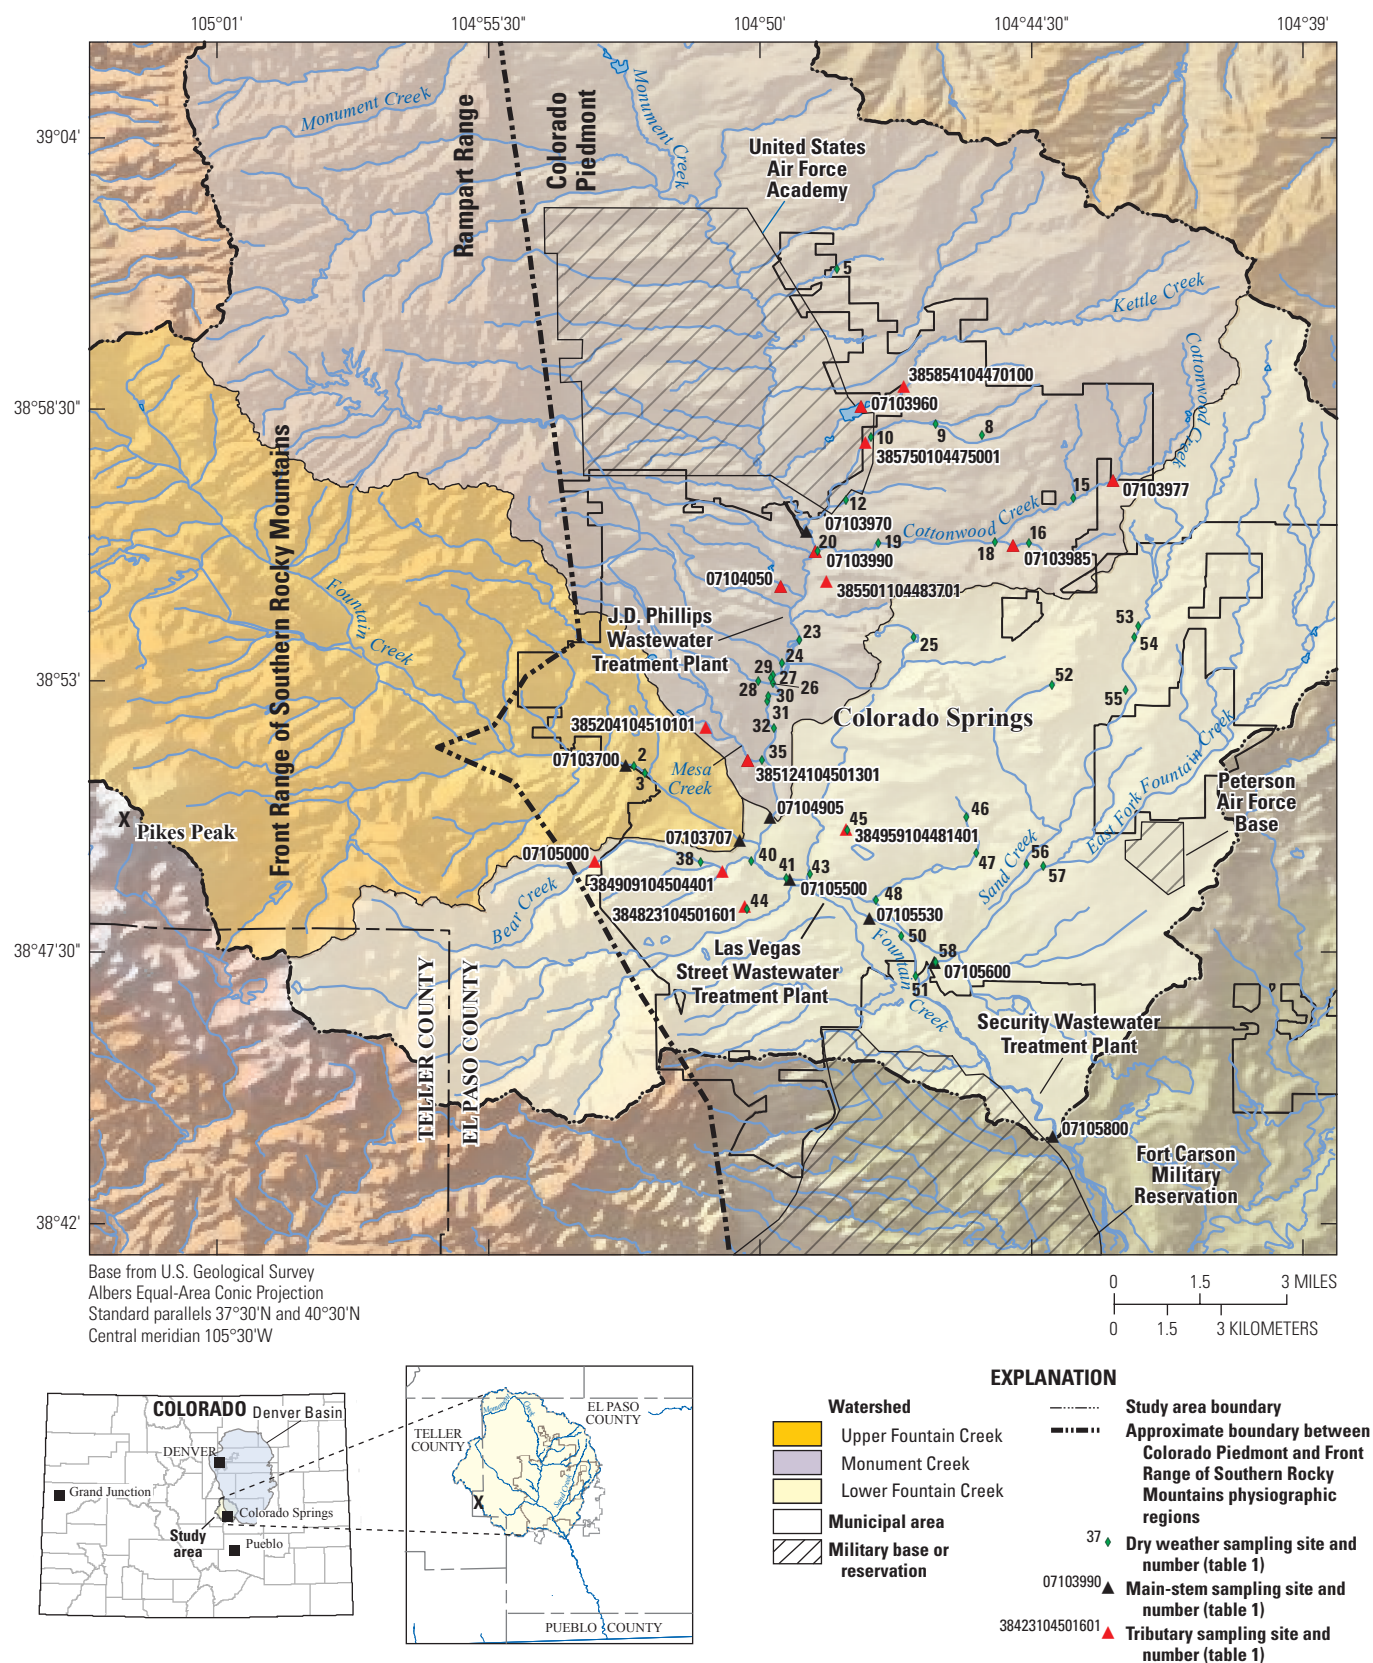 105°01'
104°55'30"
104°50'
104°44'30"
104°39'
39°04'
38°58'30"
38°53'
38°47'30"
38°42'
Monument Creek
Rampart Range
Colorado
Piedmont
Monument Creek
United States
Air Force
Academy
5
Kettle Creek
Cottonwood Creek
385854104470100
07103960
10
9
8
385750104475001
15
07103977
12
07103970
Cottonwood Creek
20
19
18
16
07103990
07103985
07104050
385501104483701
Front Range of Southern Rocky Mountains
Fountain Creek
J.D. Phillips
Wastewater
Treatment Plant
23
25
53
54
24
29
27
28
26
30
52
55
31
32
385204104510101
Colorado Springs
07103700
2
3
Mesa
Creek
35
385124104501301
East Fork Fountain Creek
Peterson
Air Force
Base
X
Pikes Peak
07104905
45
384959104481401
46
07103707
07105000
38
40
41
43
47
Sand Creek
56
57
384909104504401
07105500
Bear Creek
384823104501601
44
48
07105530
50
Las Vegas
Street Wastewater
Treatment Plant
Fountain Creek
58
07105600
51
TELLER COUNTY
EL PASO COUNTY
Security Wastewater
Treatment Plant
07105800
Fort Carson
Military
Reservation
Base from U.S. Geological Survey
Albers Equal-Area Conic Projection
Standard parallels 37°30'N and 40°30'N
Central meridian 105°30'W
0 1.5 3 MILES
0 1.5 3 KILOMETERS
COLORADO
Denver Basin
DENVER
Grand Junction
Colorado Springs
Study
area
Pueblo
Monument
Creek
EL PASO
COUNTY
TELLER
COUNTY
Sand Creek
X
PUEBLO COUNTY
EXPLANATION
Watershed
Upper Fountain Creek
Monument Creek
Lower Fountain Creek
Municipal area
Military base or
reservation
Study area boundary
Approximate boundary between
Colorado Piedmont and Front
Range of Southern Rocky
Mountains physiographic
regions
37 Dry weather sampling site and
number (table 1)
07103990 Main-stem sampling site and
number (table 1)
38423104501601 Tributary sampling site and
number (table 1)